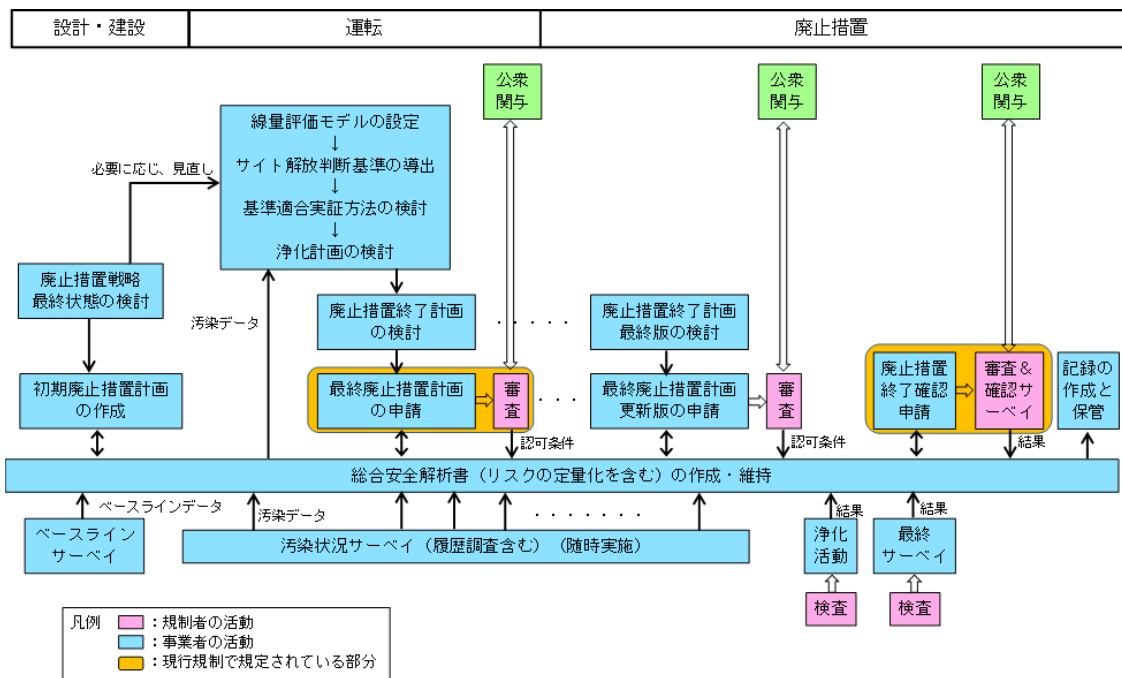 設計・建設
運転
廃止措置
公衆
関与
公衆
関与
公衆
関与
線量評価モデルの設定
↓
サイト解放判断基準の導出
↓
基準適合実証方法の検討
↓
浄化計画の検討
必要に応じ、見直し
廃止措置戦略
最終状態の検討
汚染データ
廃止措置終了計画
の検討
・・・・・
廃止措置終了計画
最終版の検討
初期廃止措置計画
の作成
最終廃止措置計画
の申請
審
査
・・・
最終廃止措置計画
更新版の申請
審
査
廃止措置
終了確認
申請
審査&
確認サ
ーベイ
記録の
作成と
保管
認可条件
認可条件
結果
総合安全解析書(リスクの定量化を含む)の作成・維持
ベースラインデータ
汚染データ
・・・・・・・
結果
結果
ベースライン
サーベイ
汚染状況サーベイ(履歴調査含む)(随時実施)
浄化
活動
最終
サーベイ
検査
検査
凡例
:規制者の活動
:事業者の活動
:現行規制で規定されている部分